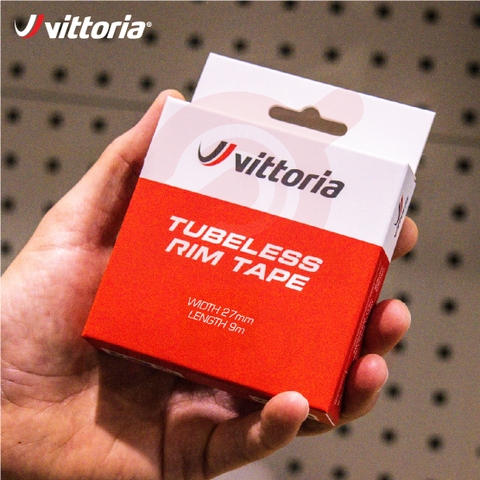 vittoria®
vittoria
TUBELESS
RIM TAPE
WIDTH 27mm
LENGTH 9m